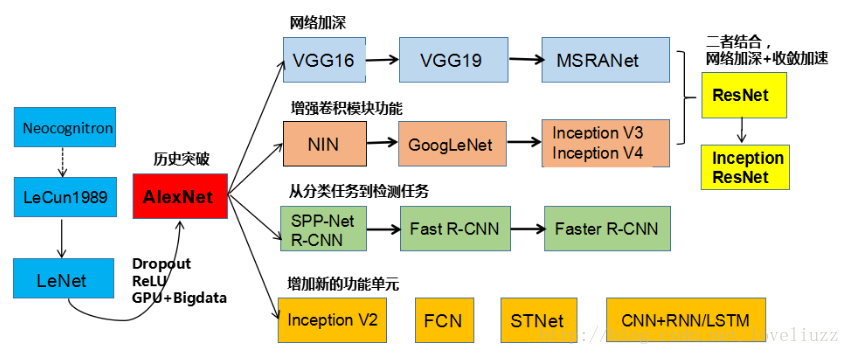 网络加深
VGG16
VGG19
MSRANet
二者结合，
网络加深+收敛加速
ResNet
Inception
ResNet
Neocognitron
LeCun1989
LeNet
历史突破
AlexNet
Dropout
ReLU
GPU+Bigdata
增强卷积模块功能
NIN
GoogLeNet
Inception V3
Inception V4
从分类任务到检测任务
SPP-Net
R-CNN
Fast R-CNN
Faster R-CNN
增加新的功能单元
Inception V2
FCN
STNet
CNN+RNN/LSTM
loveliuzz